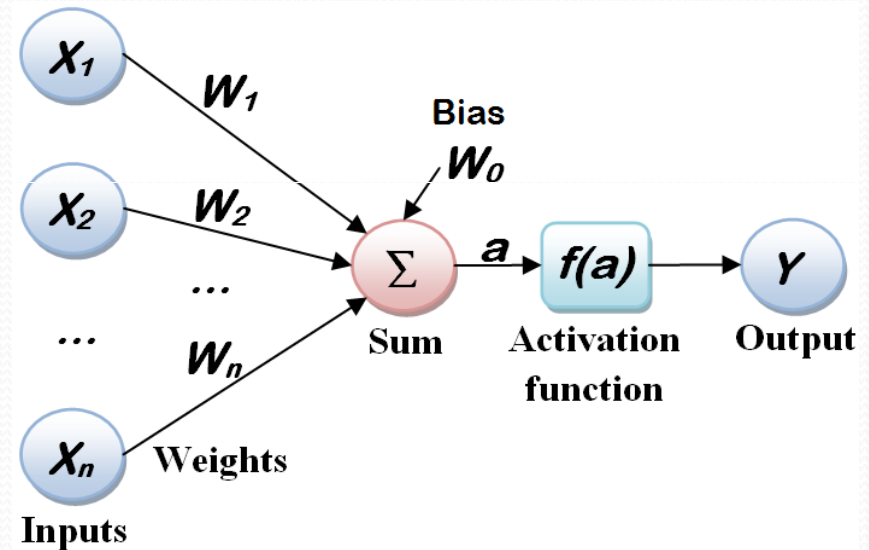 X₁
W₁
Bias
W₀
X₂
W₂
...
...
Σ
a
f(a)
Y
Sum
Activation
function
Output
Wₙ
Xₙ
Weights
Inputs